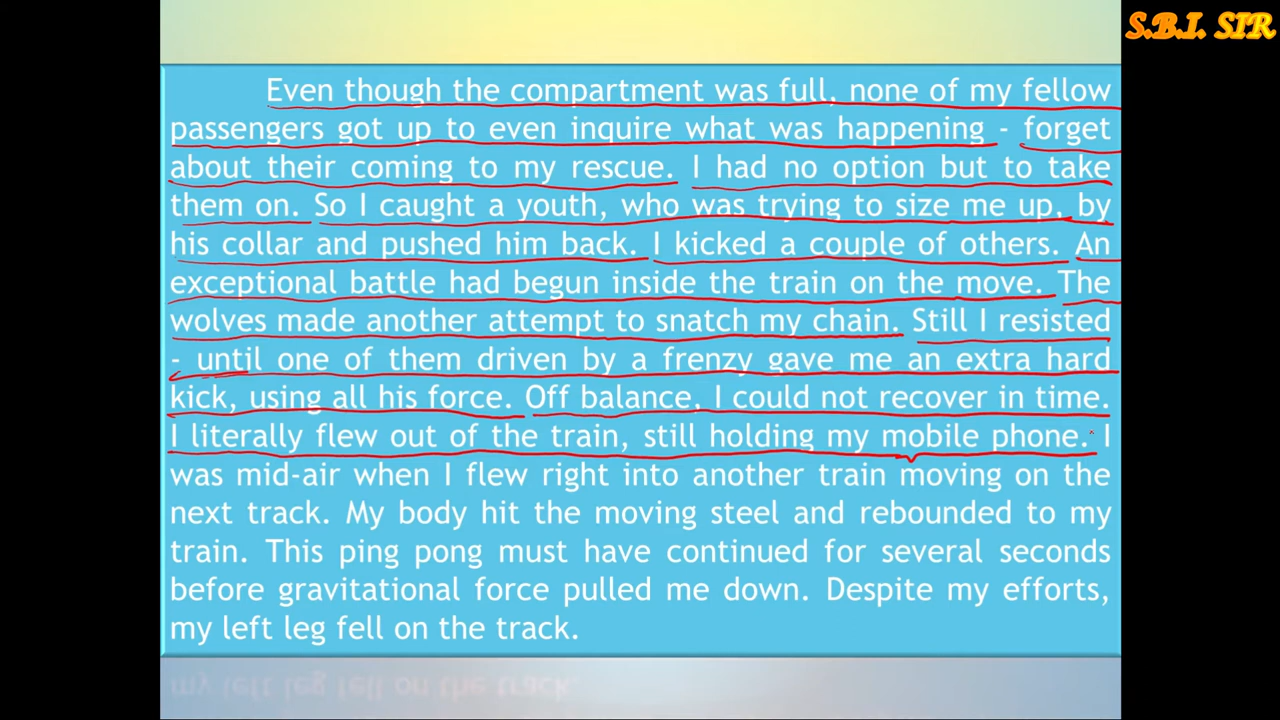 S.B.I. SIR
Even though the compartment was full, none of my fellow
passengers got up to even inquire what was happening - forget
about their coming to my rescue. I had no option but to take
them on. So I caught a youth, who was trying to size me up, by
his collar and pushed him back. I kicked a couple of others. An
exceptional battle had begun inside the train on the move. The
wolves made another attempt to snatch my chain. Still I resisted
- until one of them driven by a frenzy gave me an extra hard
kick, using all his force. Off balance, I could not recover in time.
I literally flew out of the train, still holding my mobile phone. I
was mid-air when I flew right into another train moving on the
next track. My body hit the moving steel and rebounded to my
train. This ping pong must have continued for several seconds
before gravitational force pulled me down. Despite my efforts,
my left leg fell on the track.